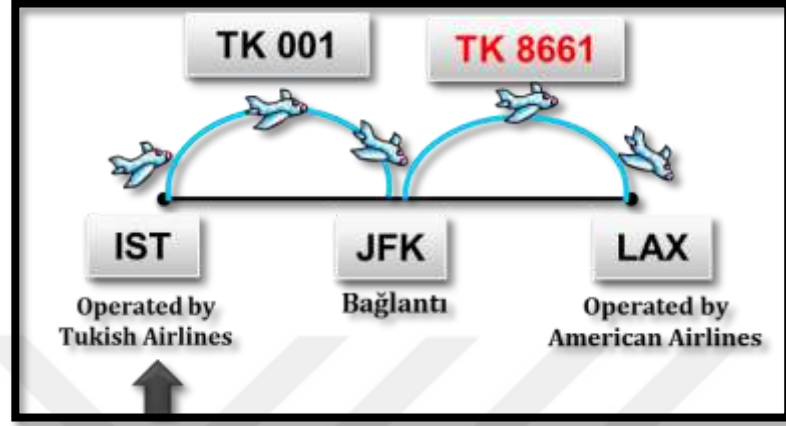 TK 001
TK 8661
IST
JFK
LAX
Operated by
Tukish Airlines
Bağlantı
Operated by
American Airlines